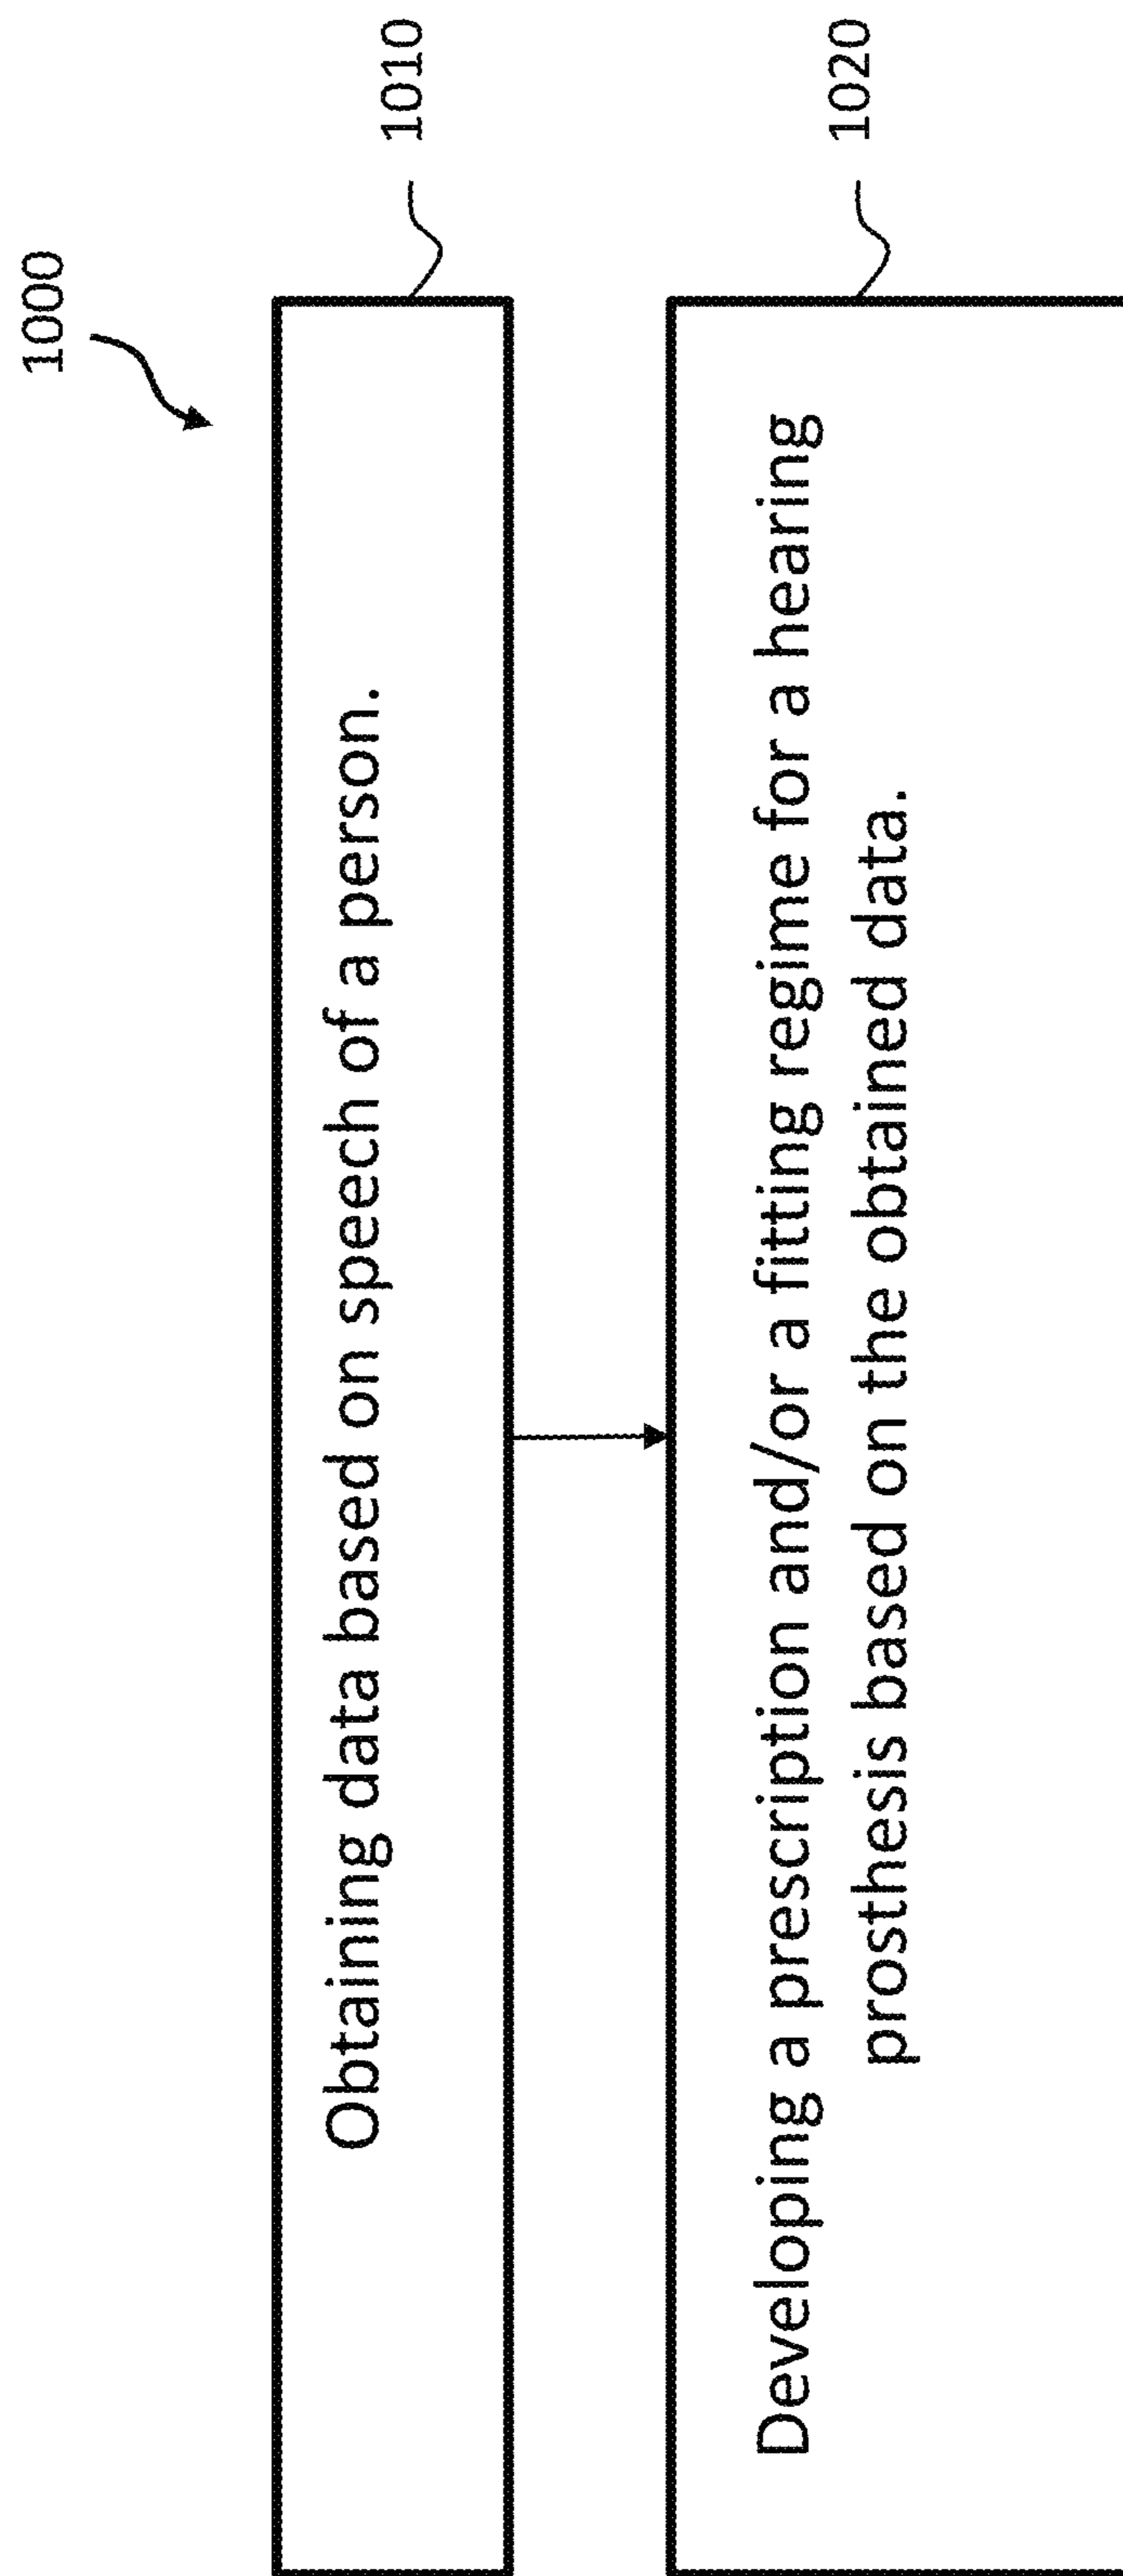 1000
Obtaining data based on speech of a person.
1010
Developing a prescription and/or a fitting regime for a hearing
prosthesis based on the obtained data.
1020